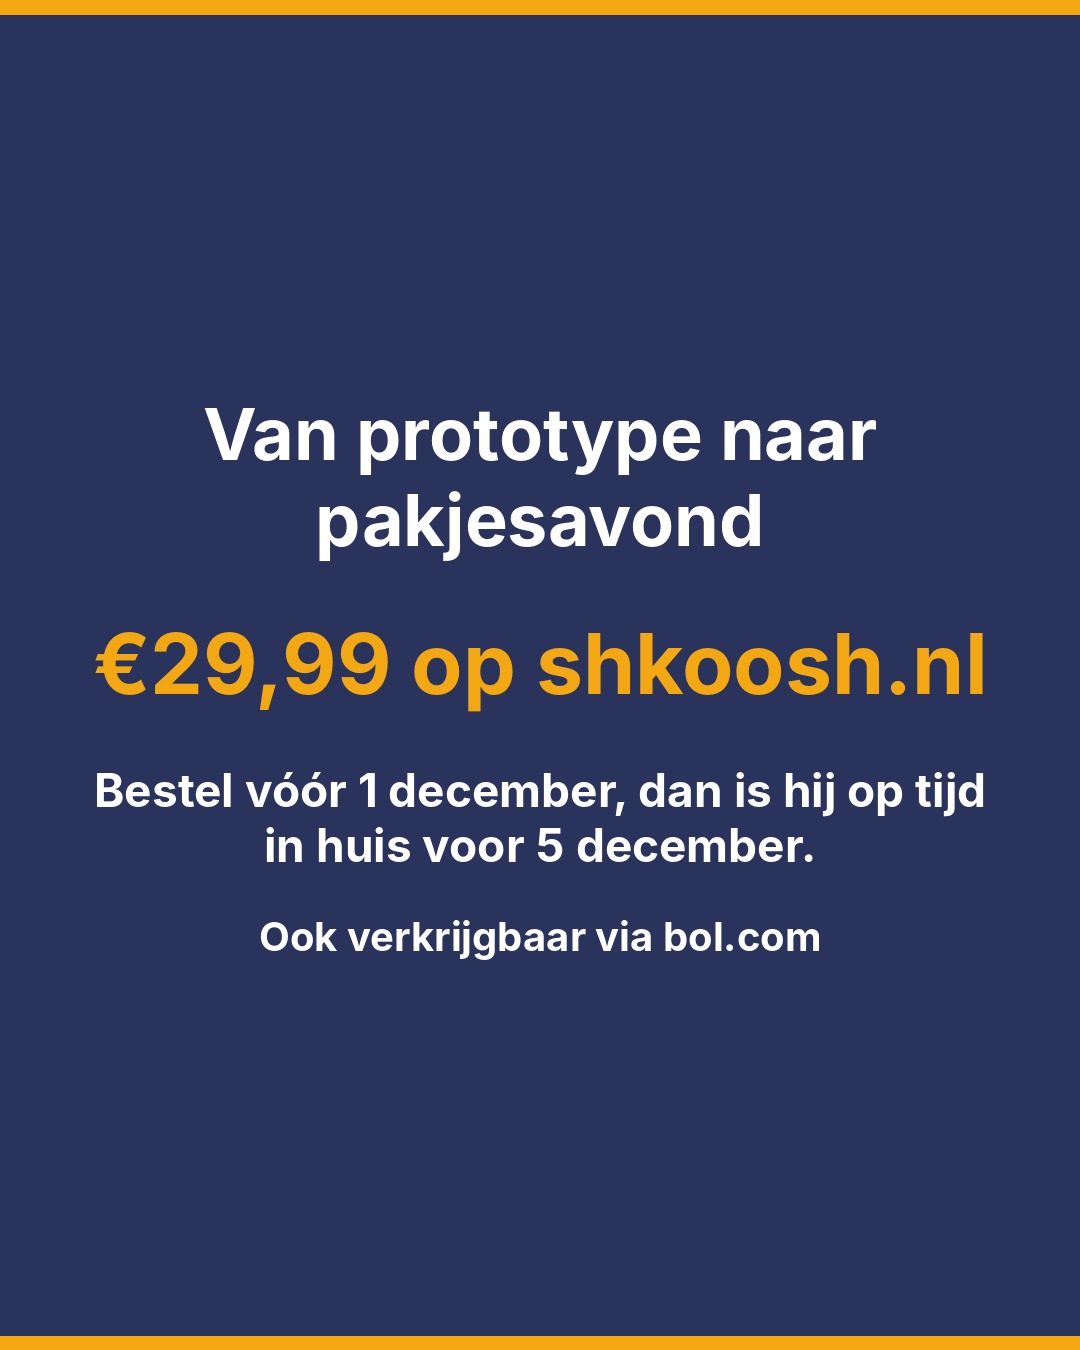 Van prototype naar
pakjesavond
€29,99 op shkoosh.nl
Bestel vóór 1 december, dan is hij op tijd
in huis voor 5 december.
Ook verkrijgbaar via bol.com